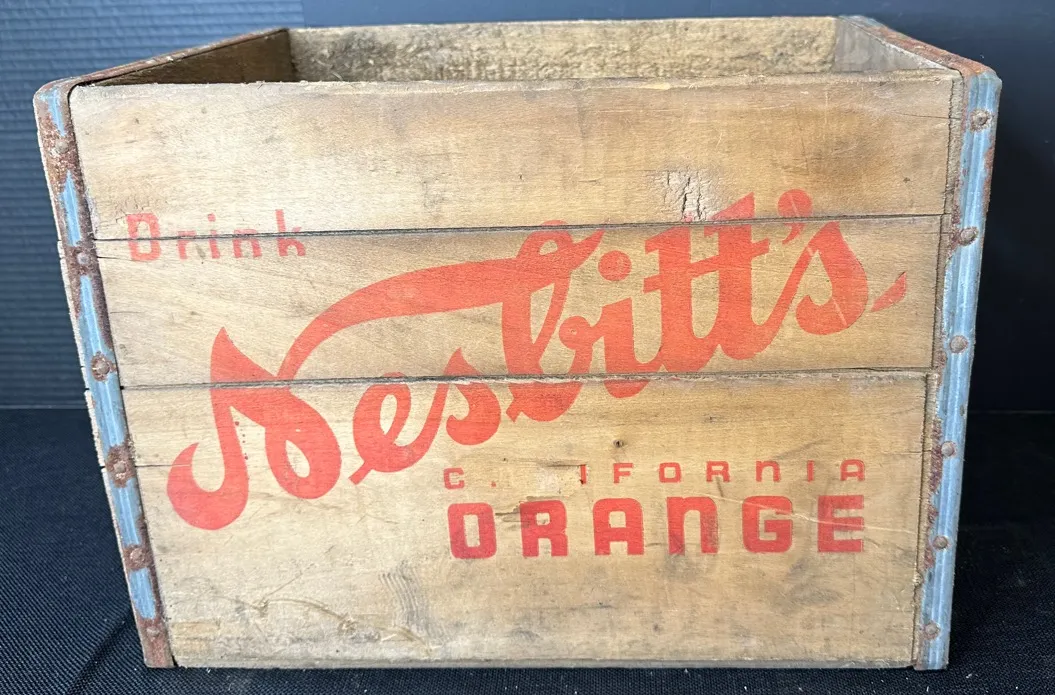 Drink
Nesbitt's
C. IFORNIA
ORANGE